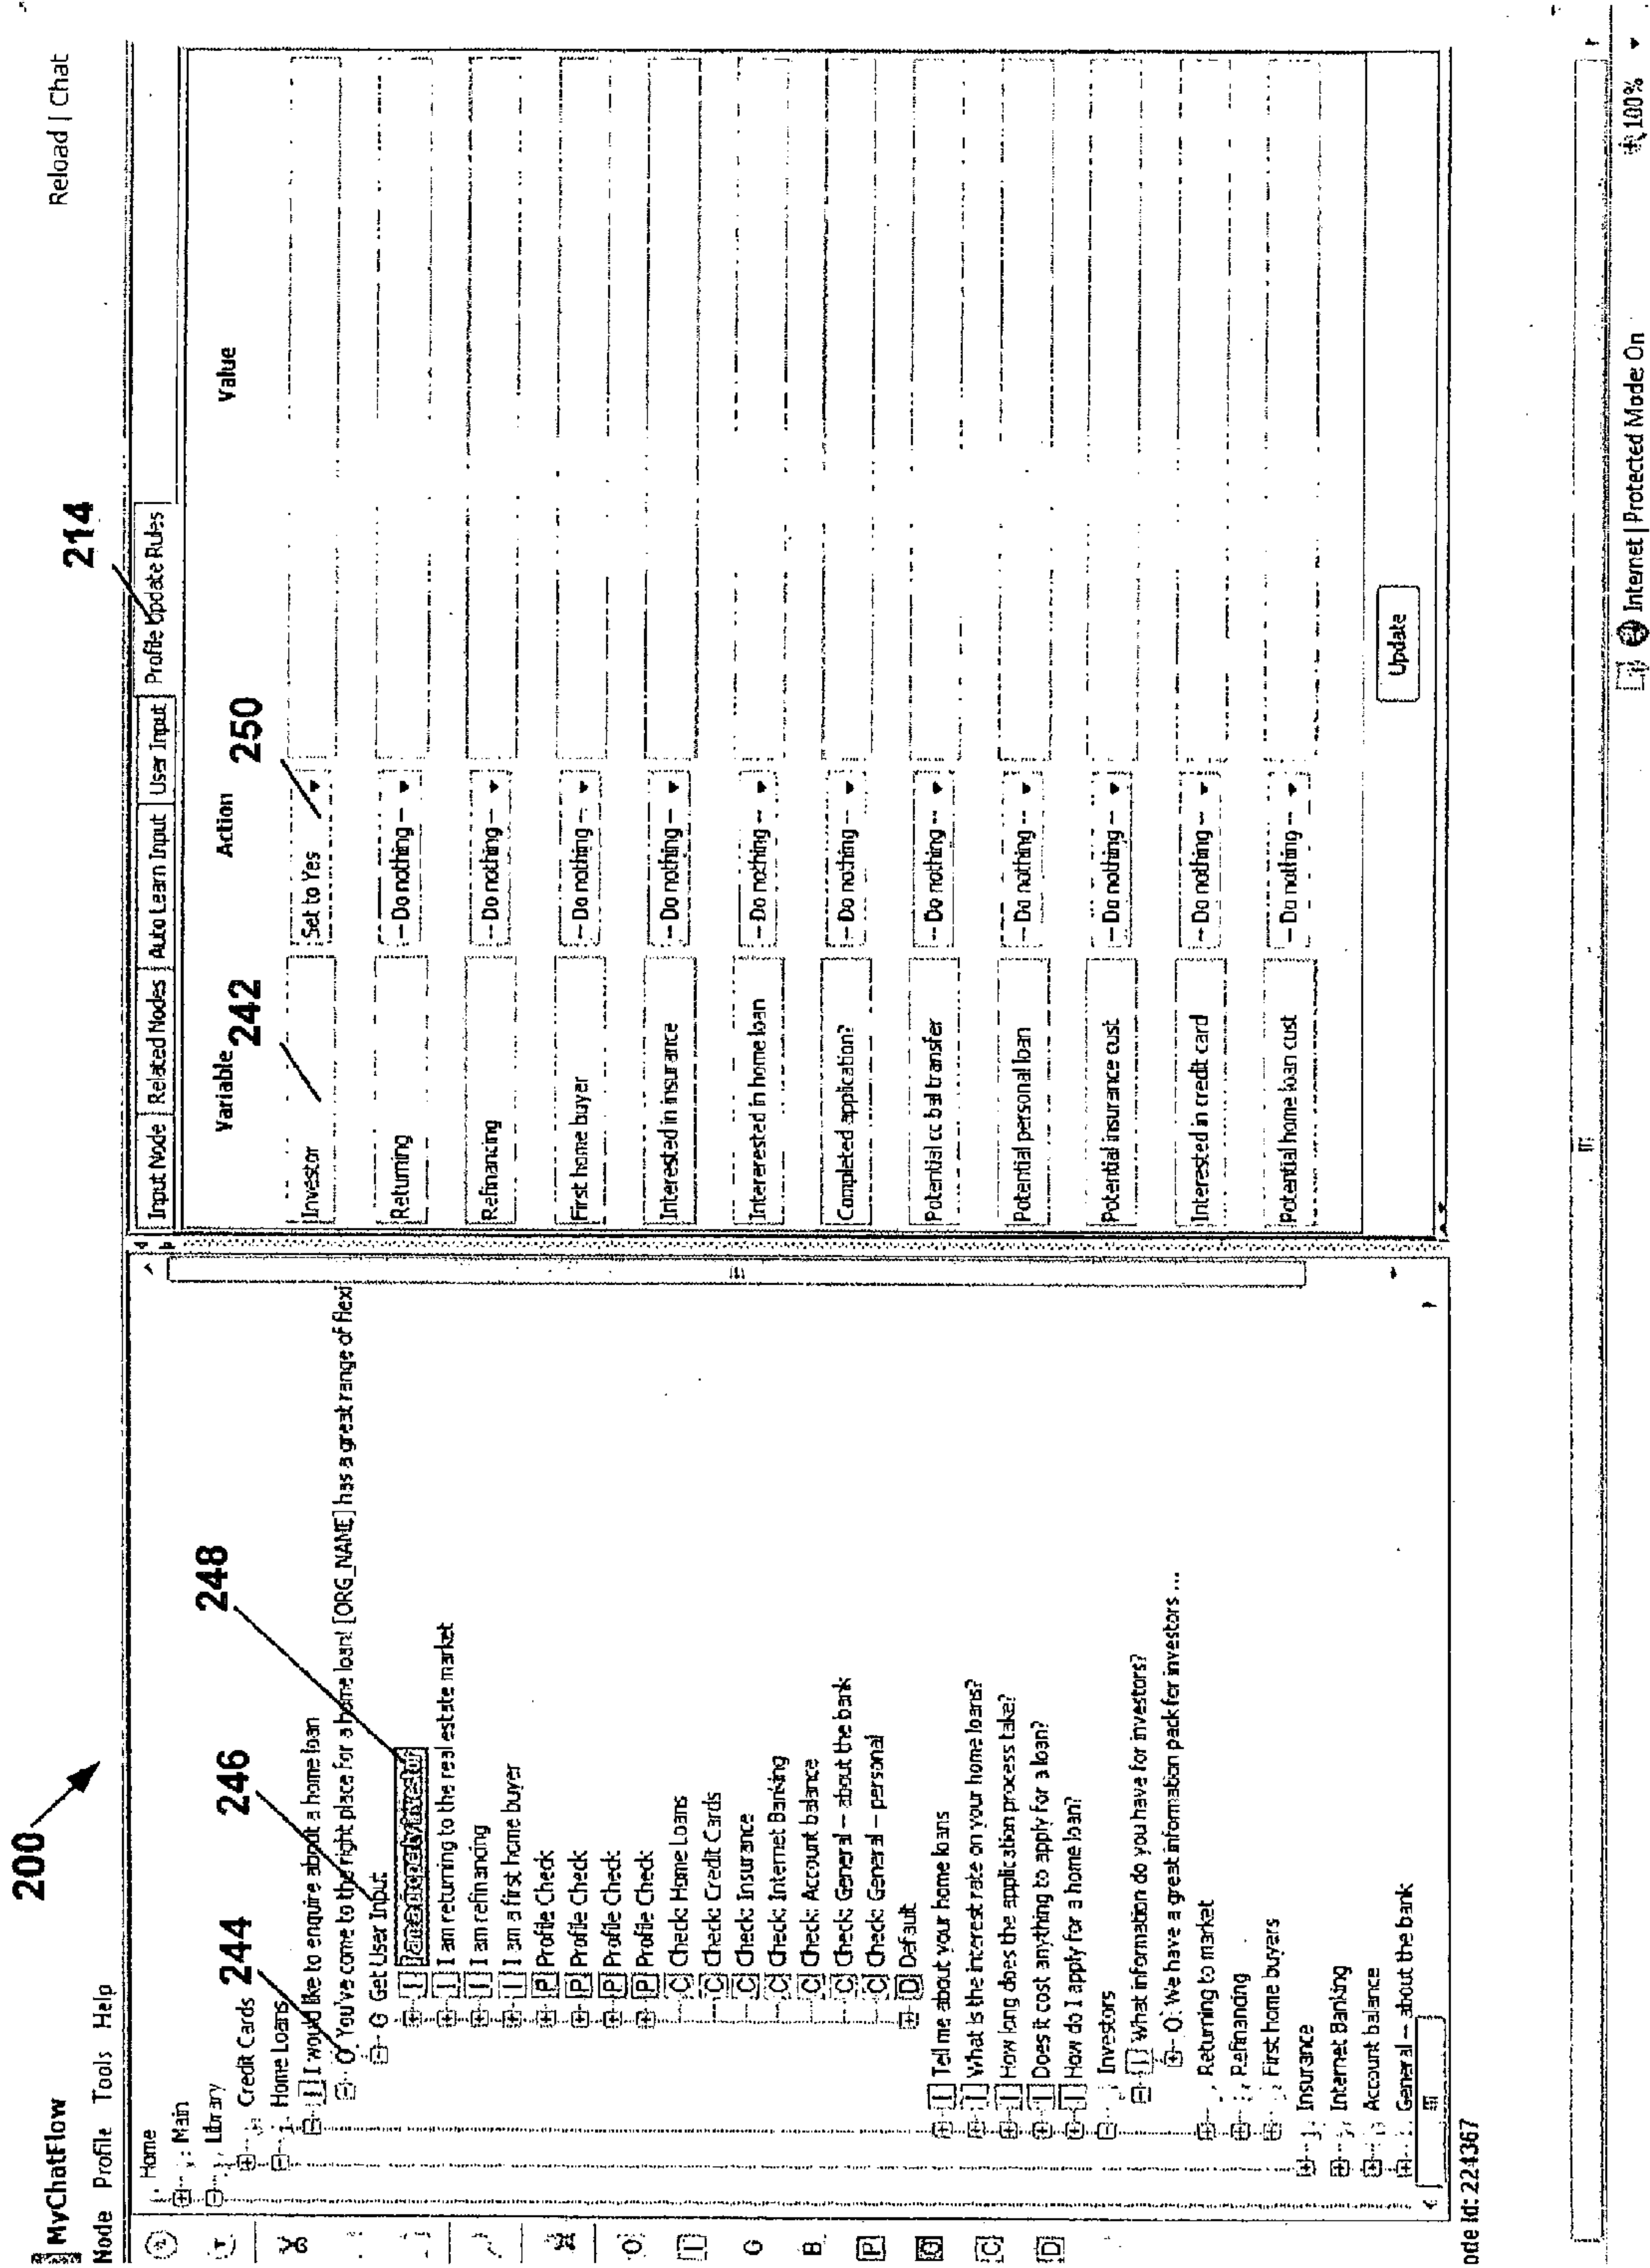 200
MyChatFlow
Reload | Chat
Node Profile Tools Help
214
Input Node | Related Nodes | Auto Learn Input | User Input | Profile Update Rules
Home
Main
Library
Credit Cards
244
246
248
Home Loans
[I] I would like to enquire about a home loan
O You've come to the right place for a home loan! [ORG_NAME] has a great range of flexi
G Get User Input
[I] I am a property investor
[I] I am returning to the real estate market
[I] I am refinancing
[I] I am a first home buyer
[P] Profile Check
[P] Profile Check
[P] Profile Check
[P] Profile Check
[C] Check: Home Loans
[C] Check: Credit Cards
[C] Check: Insurance
[C] Check: Internet Banking
[C] Check: Account balance
[C] Check: General -- about the bank
[C] Check: General -- personal
[D] Default
[I] Tell me about your home loans
[I] What is the interest rate on your home loans?
[I] How long does the application process take?
[I] Does it cost anything to apply for a loan?
[I] How do I apply for a home loan?
Investors
[I] What information do you have for investors?
O: We have a great information pack for investors ...
Returning to market
Refinancing
First home buyers
Insurance
Internet Banking
Account balance
General -- about the bank
Variable
Action
Value
242
250
Investor
Set to Yes
Returning
-- Do nothing --
Refinancing
-- Do nothing --
First home buyer
-- Do nothing --
Interested in insurance
-- Do nothing --
Intererested in home loan
-- Do nothing --
Completed application?
-- Do nothing --
Potential cc bal transfer
-- Do nothing --
Potential personal loan
-- Do nothing --
Potential insurance cust
-- Do nothing --
Interested in credit card
-- Do nothing --
Potential home loan cust
-- Do nothing --
Update
O
I
G
B
P
C
D
ode Id: 224367
Internet | Protected Mode: On
100%